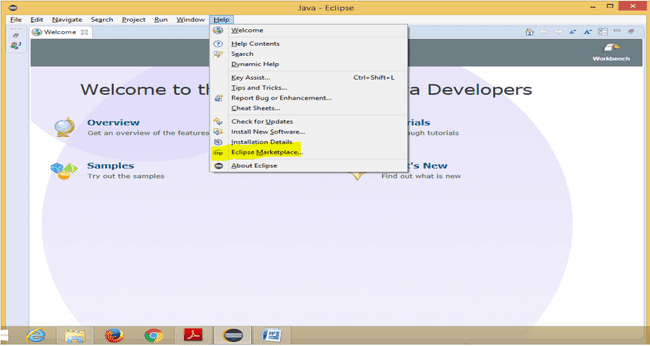 Java - Eclipse
File Edit Navigate Search Project Run Window Help
Welcome
Workbench
Welcome
Help Contents
Search
Dynamic Help
Key Assist... Ctrl+Shift+L
Tips and Tricks...
Report Bug or Enhancement...
Cheat Sheets...
Check for Updates
Install New Software...
Installation Details
Eclipse Marketplace...
About Eclipse
Welcome to th a Developers
Overview
Get an overview of the features
rials
ough tutorials
Samples
Try out the samples
's New
Find out what is new